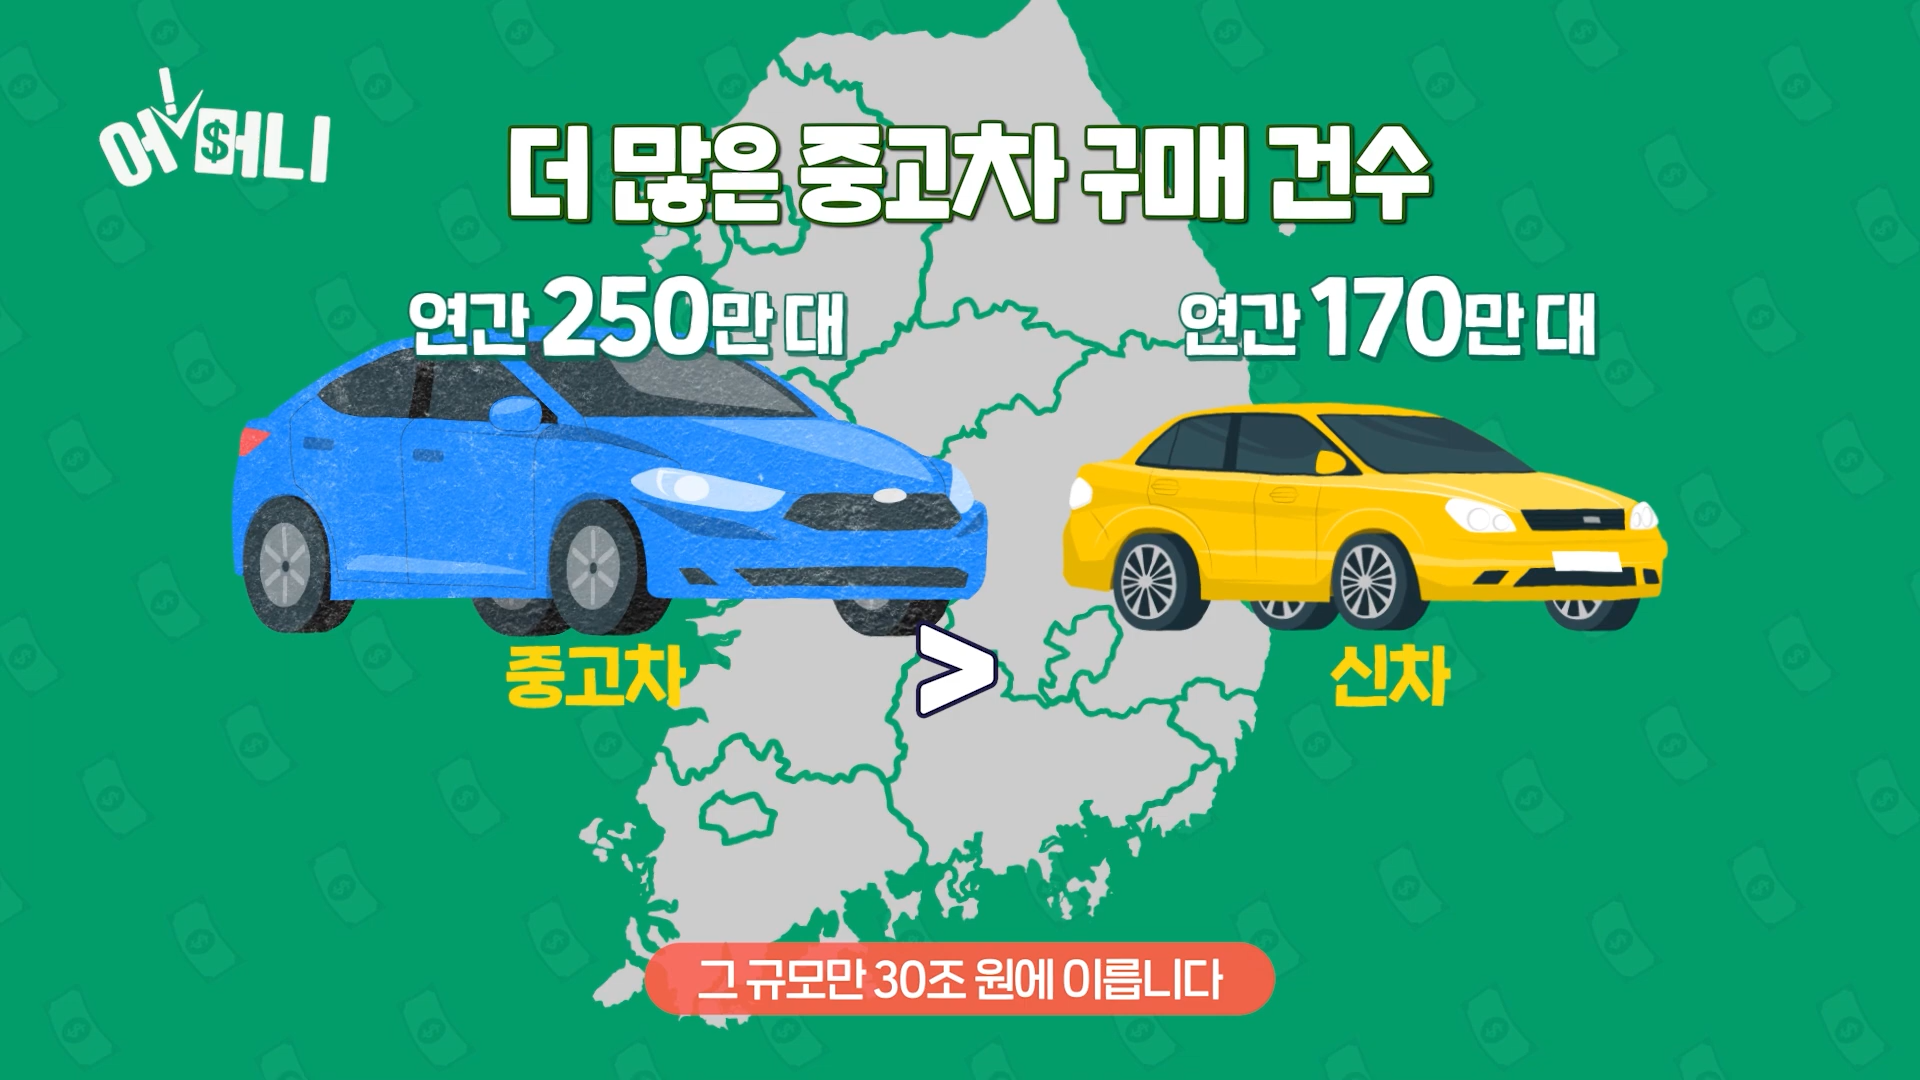 어!머니
더 많은 중고차 구매 건수
연간 250만 대
연간 170만 대
중고차
>
신차
그 규모만 30조 원에 이릅니다